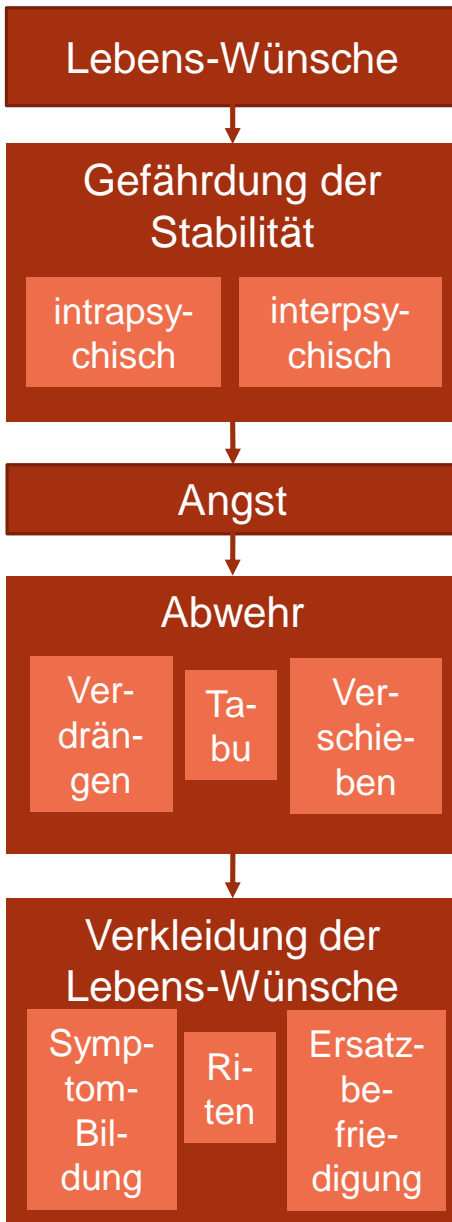 Lebens-Wünsche
Gefährdung der
Stabilität
intrapsy-
chisch
interpsy-
chisch
Angst
Abwehr
Ver-
drän-
gen
Ta-
bu
Ver-
schie-
ben
Verkleidung der
Lebens-Wünsche
Symp-
tom-
Bil-
dung
Ri-
ten
Ersatz-
be-
frie-
digung